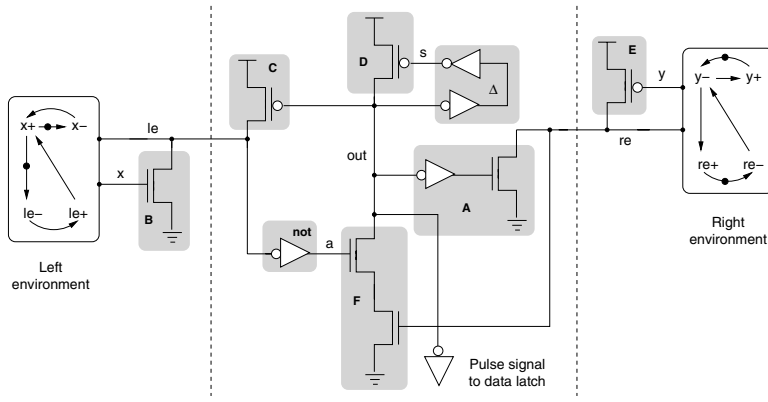 E
C
D
s
Δ
y
y-
y+
x+
x-
le
re
re+
re-
out
x
A
B
le-
le+
not
a
F
Left
environment
Right
environment
Pulse signal
to data latch